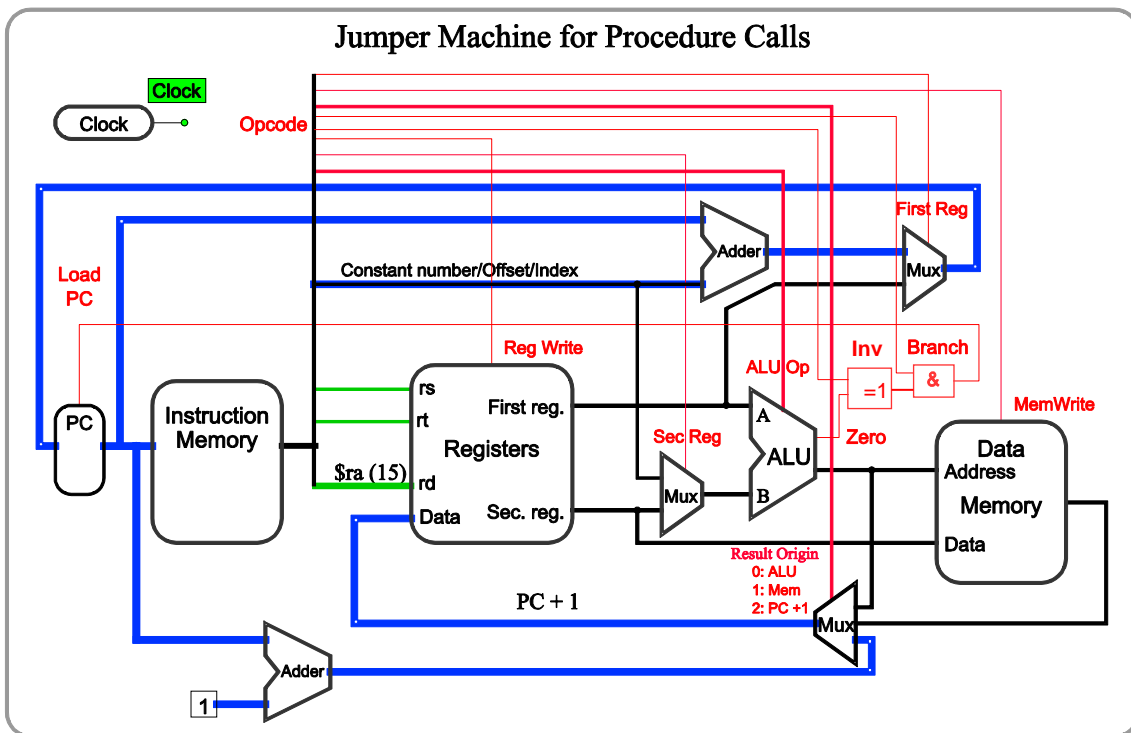 Jumper Machine for Procedure Calls
Clock
Clock
Opcode
First Reg
Adder
Mux
Constant number/Offset/Index
Load
PC
Reg Write
ALU Op
Inv
Branch
=1
&
PC
Instruction
Memory
rs
rt
$ra (15)
rd
Data
Registers
First reg.
Sec. reg.
Sec Reg
Mux
A
B
ALU
Zero
MemWrite
Data
Address
Memory
Data
Result Origin
0: ALU
1: Mem
2: PC +1
Mux
PC + 1
Adder
1